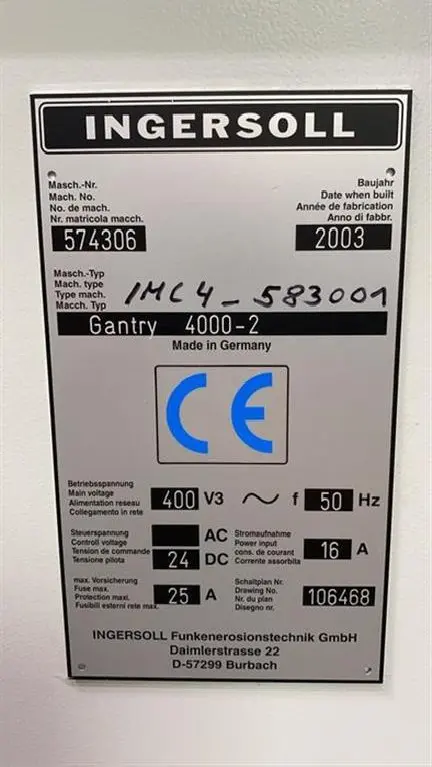 INGERSOLL
Masch.-Nr.
Mach. No.
No. de mach.
Nr. matricola macch.
574306
Baujahr
Date when built
Année de fabrication
Anno di fabbr.
2003
Masch.-Typ
Mach. type
Type mach.
Macch. Typ
IMC4-583001
Gantry 4000-2
Made in Germany
CE
Betriebsspannung
Main voltage
Alimentation reseau
Collegamento in rete
400 V3 ~ f 50 Hz
Steuerspannung
Controll voltage
Tension de commande
Tensione pilota
AC
24 DC
Stromaufnahme
Power input
cons. de courant
Corrente assorbita
16 A
max. Vorsicherung
Fuse max.
Protection maxi.
Fusibili esterni rete max.
25 A
Schaltplan Nr.
Drawing No.
Nr. du plan
Disegno nr.
106468
INGERSOLL Funkenerosionstechnik GmbH
Daimlerstrasse 22
D-57299 Burbach